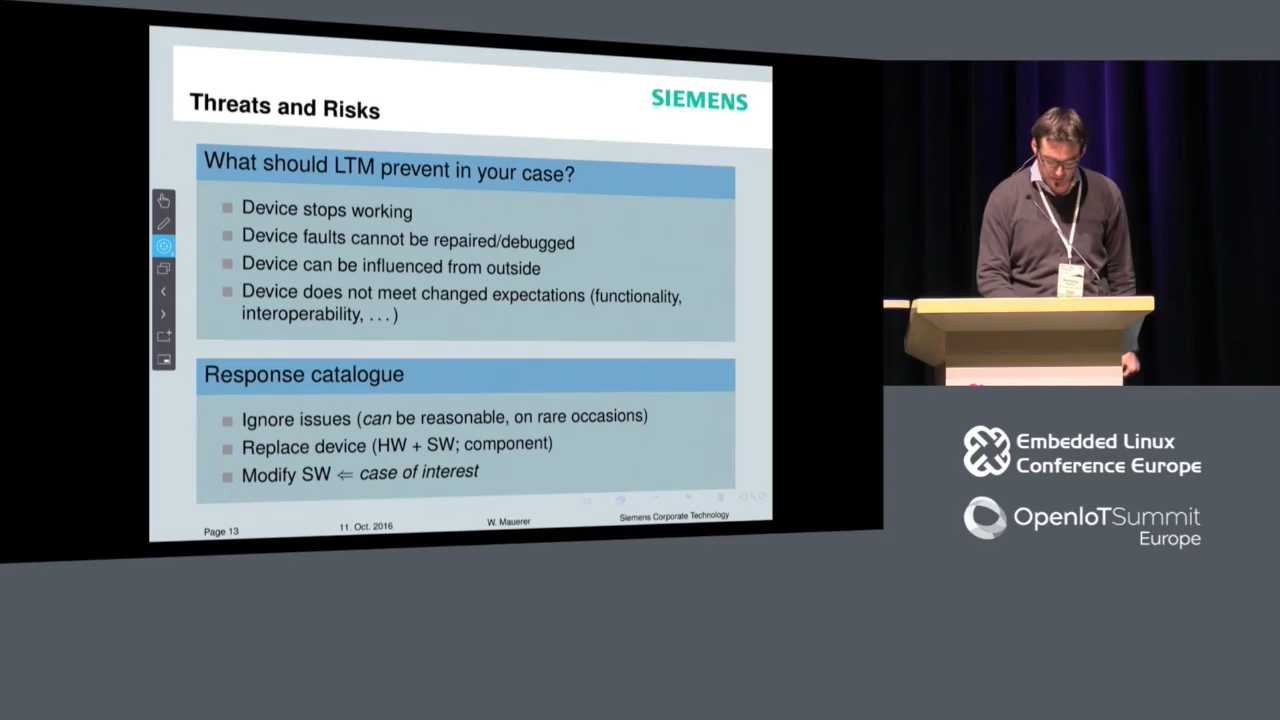 Threats and Risks
SIEMENS
What should LTM prevent in your case?
Device stops working
Device faults cannot be repaired/debugged
Device can be influenced from outside
Device does not meet changed expectations (functionality,
interoperability, . . . )
Response catalogue
Ignore issues (can be reasonable, on rare occasions)
Replace device (HW + SW; component)
Modify SW ⇐ case of interest
Page 13
11. Oct. 2016
W. Mauerer
Siemens Corporate Technology
Embedded Linux
Conference Europe
OpenIoTSummit
Europe